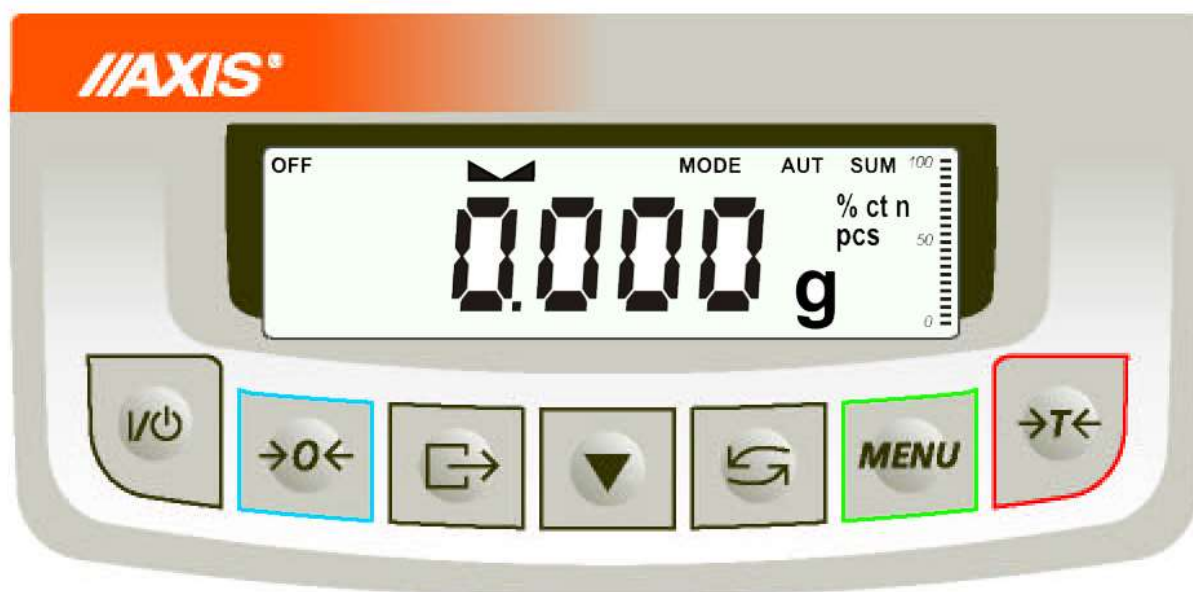 //AXIS®
OFF MODE AUT SUM 100
% ct n
pcs 50
0.000 g
0
I/⏻
→0←
MENU
→T←